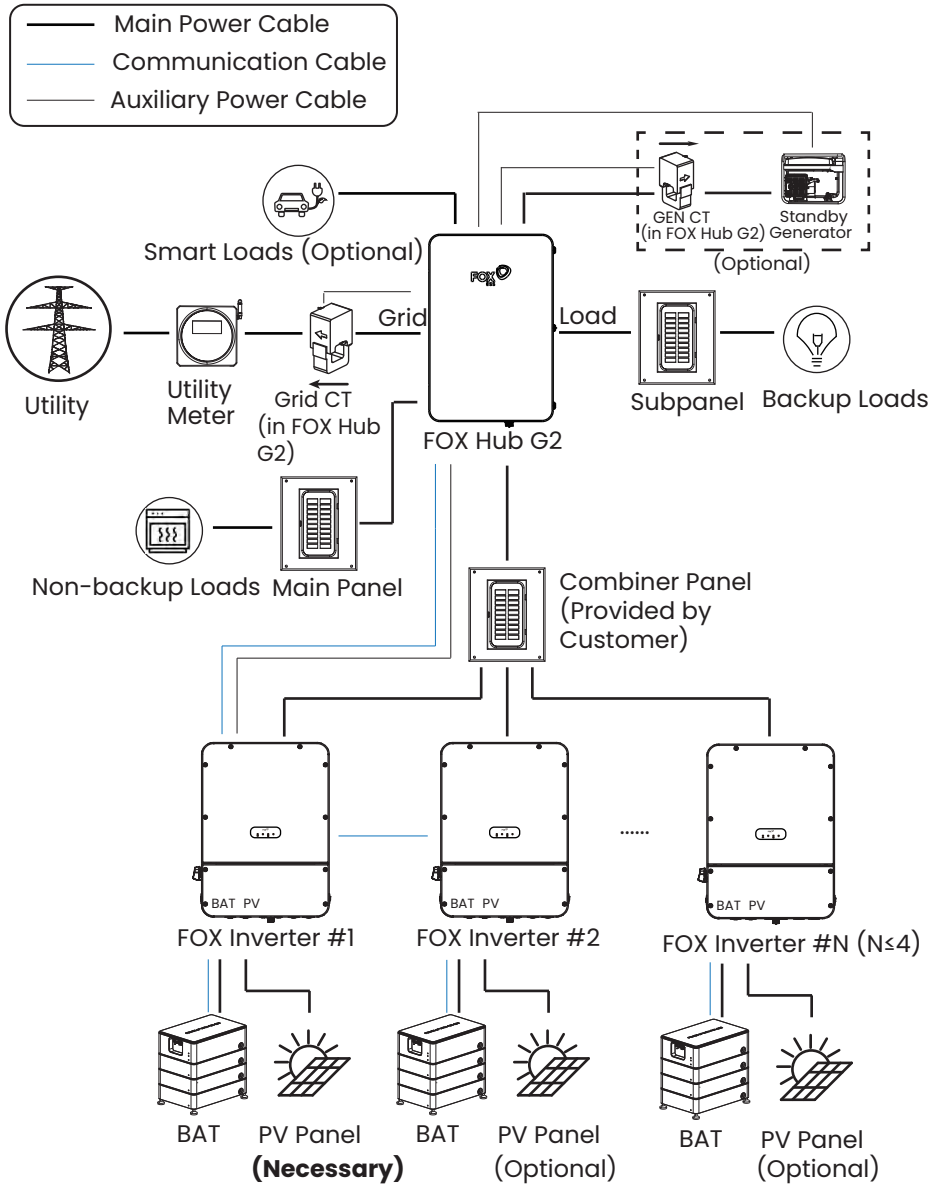 Main Power Cable
Communication Cable
Auxiliary Power Cable
GEN CT
(in FOX Hub G2)
Standby
Generator
(Optional)
Smart Loads (Optional)
FOX
Grid
Load
Utility
Utility
Meter
Grid CT
(in FOX Hub
G2)
FOX Hub G2
Subpanel
Backup Loads
Non-backup Loads
Main Panel
Combiner Panel
(Provided by
Customer)
......
BAT PV
BAT PV
BAT PV
FOX Inverter #1
FOX Inverter #2
FOX Inverter #N (N≤4)
BAT
PV Panel
(Necessary)
BAT
PV Panel
(Optional)
BAT
PV Panel
(Optional)